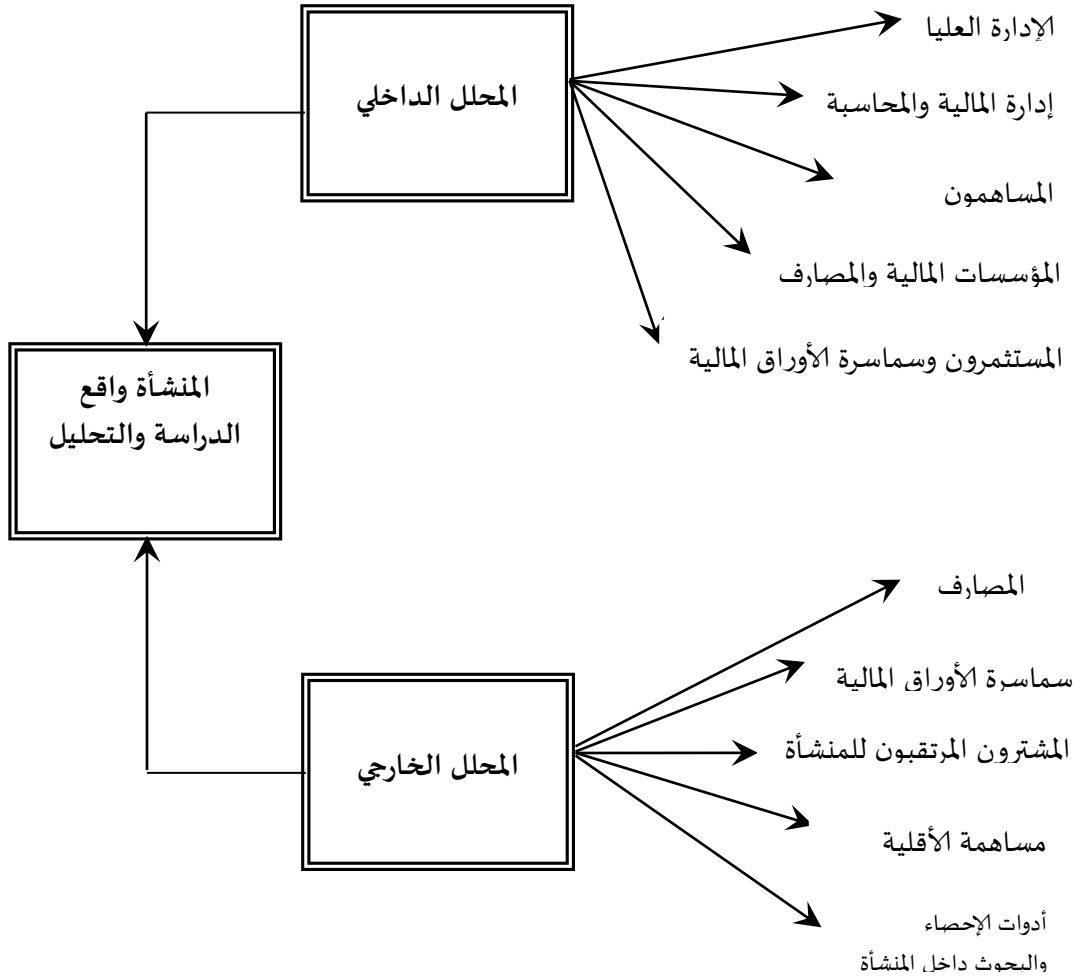 الإدارة العليا
المحلل الداخلي
إدارة المالية والمحاسبة
المساهمون
المؤسسات المالية والمصارف
المستثمرون وسماسرة الأوراق المالية
المنشأة واقع
الدراسة والتحليل
المصارف
سماسرة الأوراق المالية
المشترون المرتقبون للمنشأة
المحلل الخارجي
مساهمة الأقلية
أدوات الإحصاء
والبحوث داخل المنشأة